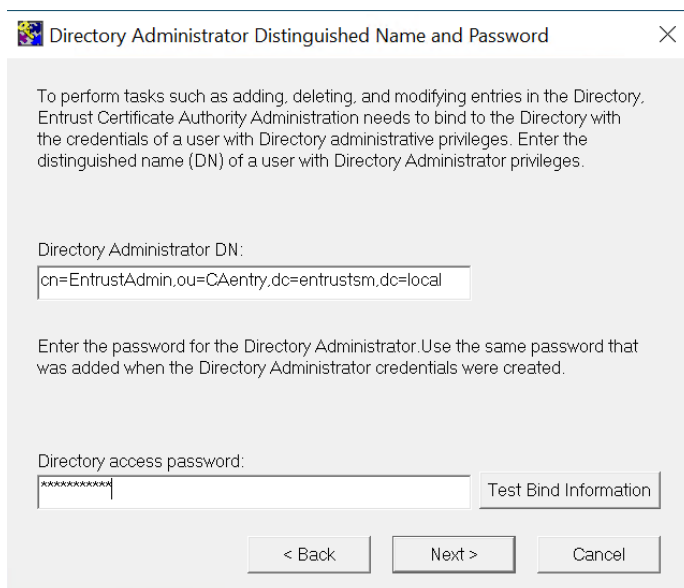 Directory Administrator Distinguished Name and Password
To perform tasks such as adding, deleting, and modifying entries in the Directory,
Entrust Certificate Authority Administration needs to bind to the Directory with
the credentials of a user with Directory administrative privileges. Enter the
distinguished name (DN) of a user with Directory Administrator privileges.
Directory Administrator DN:
cn=EntrustAdmin,ou=CAentry,dc=entrustsm,dc=local
Enter the password for the Directory Administrator.Use the same password that
was added when the Directory Administrator credentials were created.
Directory access password:
***********
Test Bind Information
< Back
Next >
Cancel